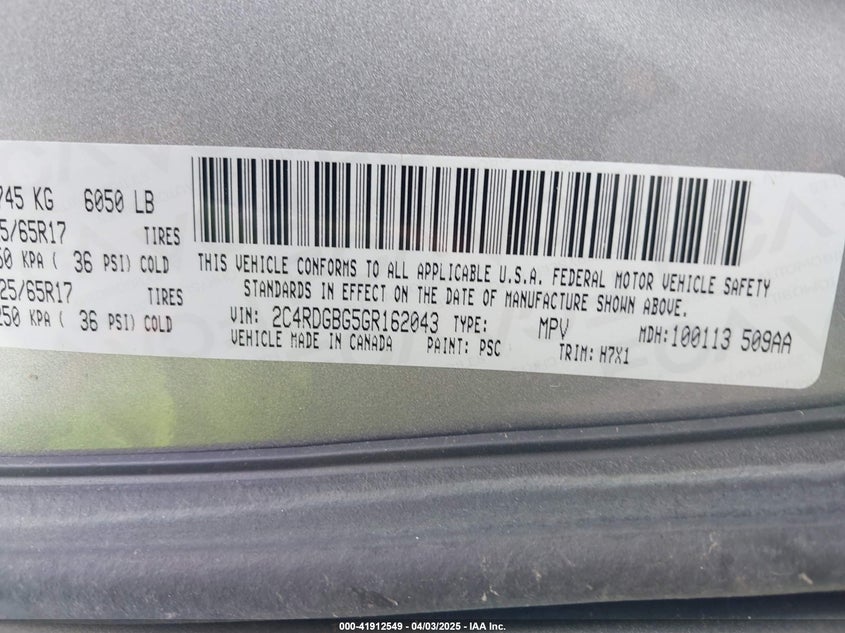 745 KG 6050 LB
5/65R17 TIRES
50 KPA ( 36 PSI) COLD
25/65R17 TIRES
250 KPA ( 36 PSI) COLD
THIS VEHICLE CONFORMS TO ALL APPLICABLE U.S.A. FEDERAL MOTOR VEHICLE SAFETY
STANDARDS IN EFFECT ON THE DATE OF MANUFACTURE SHOWN ABOVE.
VIN: 2C4RDGBG5GR162043 TYPE: MPV MDH:100113 509AA
VEHICLE MADE IN CANADA PAINT: PSC TRIM: H7X1
000-41912549 - 04/03/2025 - IAA Inc.